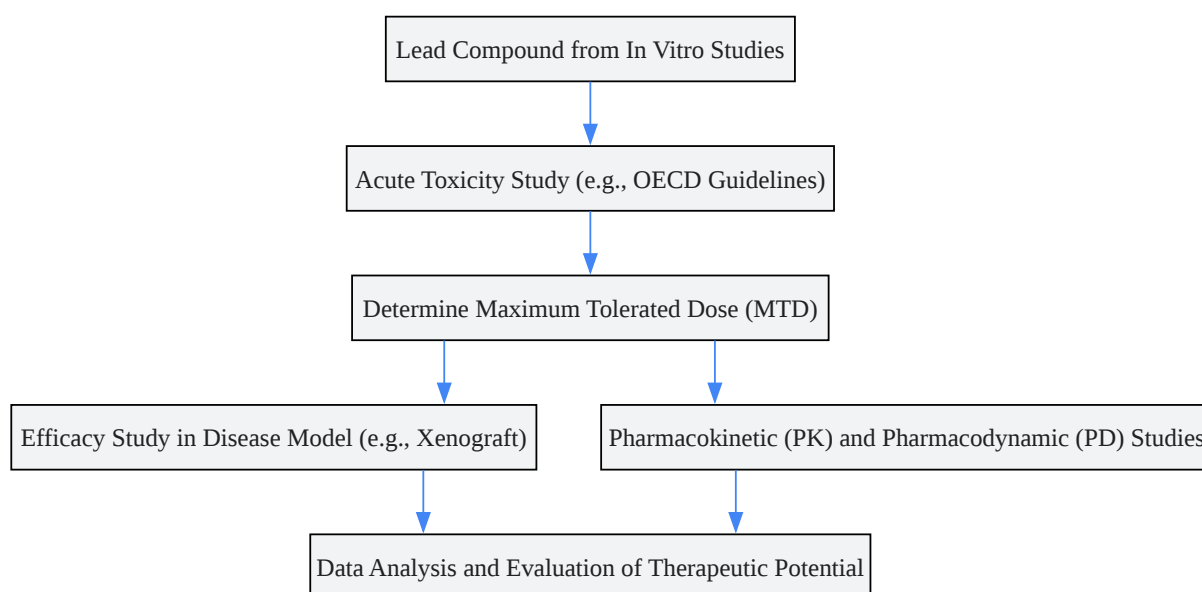 Lead Compound from In Vitro Studies
Acute Toxicity Study (e.g., OECD Guidelines)
Determine Maximum Tolerated Dose (MTD)
Efficacy Study in Disease Model (e.g., Xenograft)
Pharmacokinetic (PK) and Pharmacodynamic (PD) Studies
Data Analysis and Evaluation of Therapeutic Potential